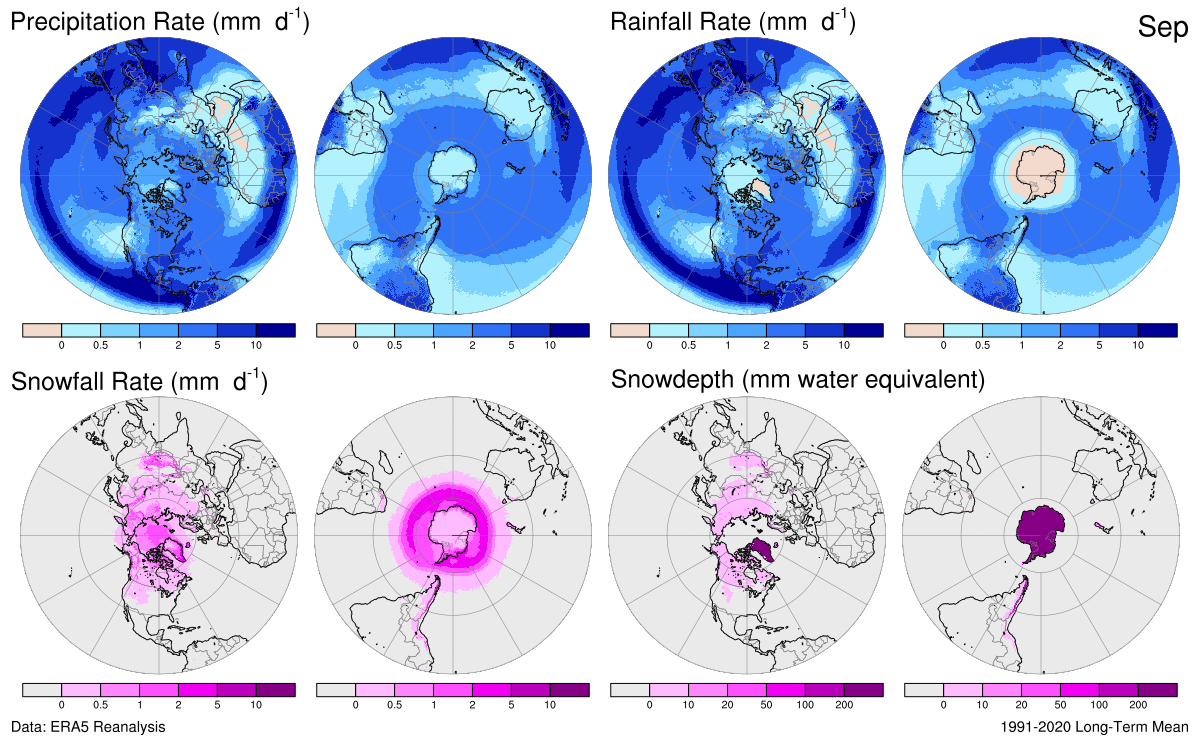 Precipitation Rate (mm d-1)
Rainfall Rate (mm d-1)
Sep
0 0.5 1 2 5 10
0 0.5 1 2 5 10
0 0.5 1 2 5 10
0 0.5 1 2 5 10
Snowfall Rate (mm d-1)
Snowdepth (mm water equivalent)
0 0.5 1 2 5 10
0 0.5 1 2 5 10
0 10 20 50 100 200
0 10 20 50 100 200
Data: ERA5 Reanalysis
1991-2020 Long-Term Mean